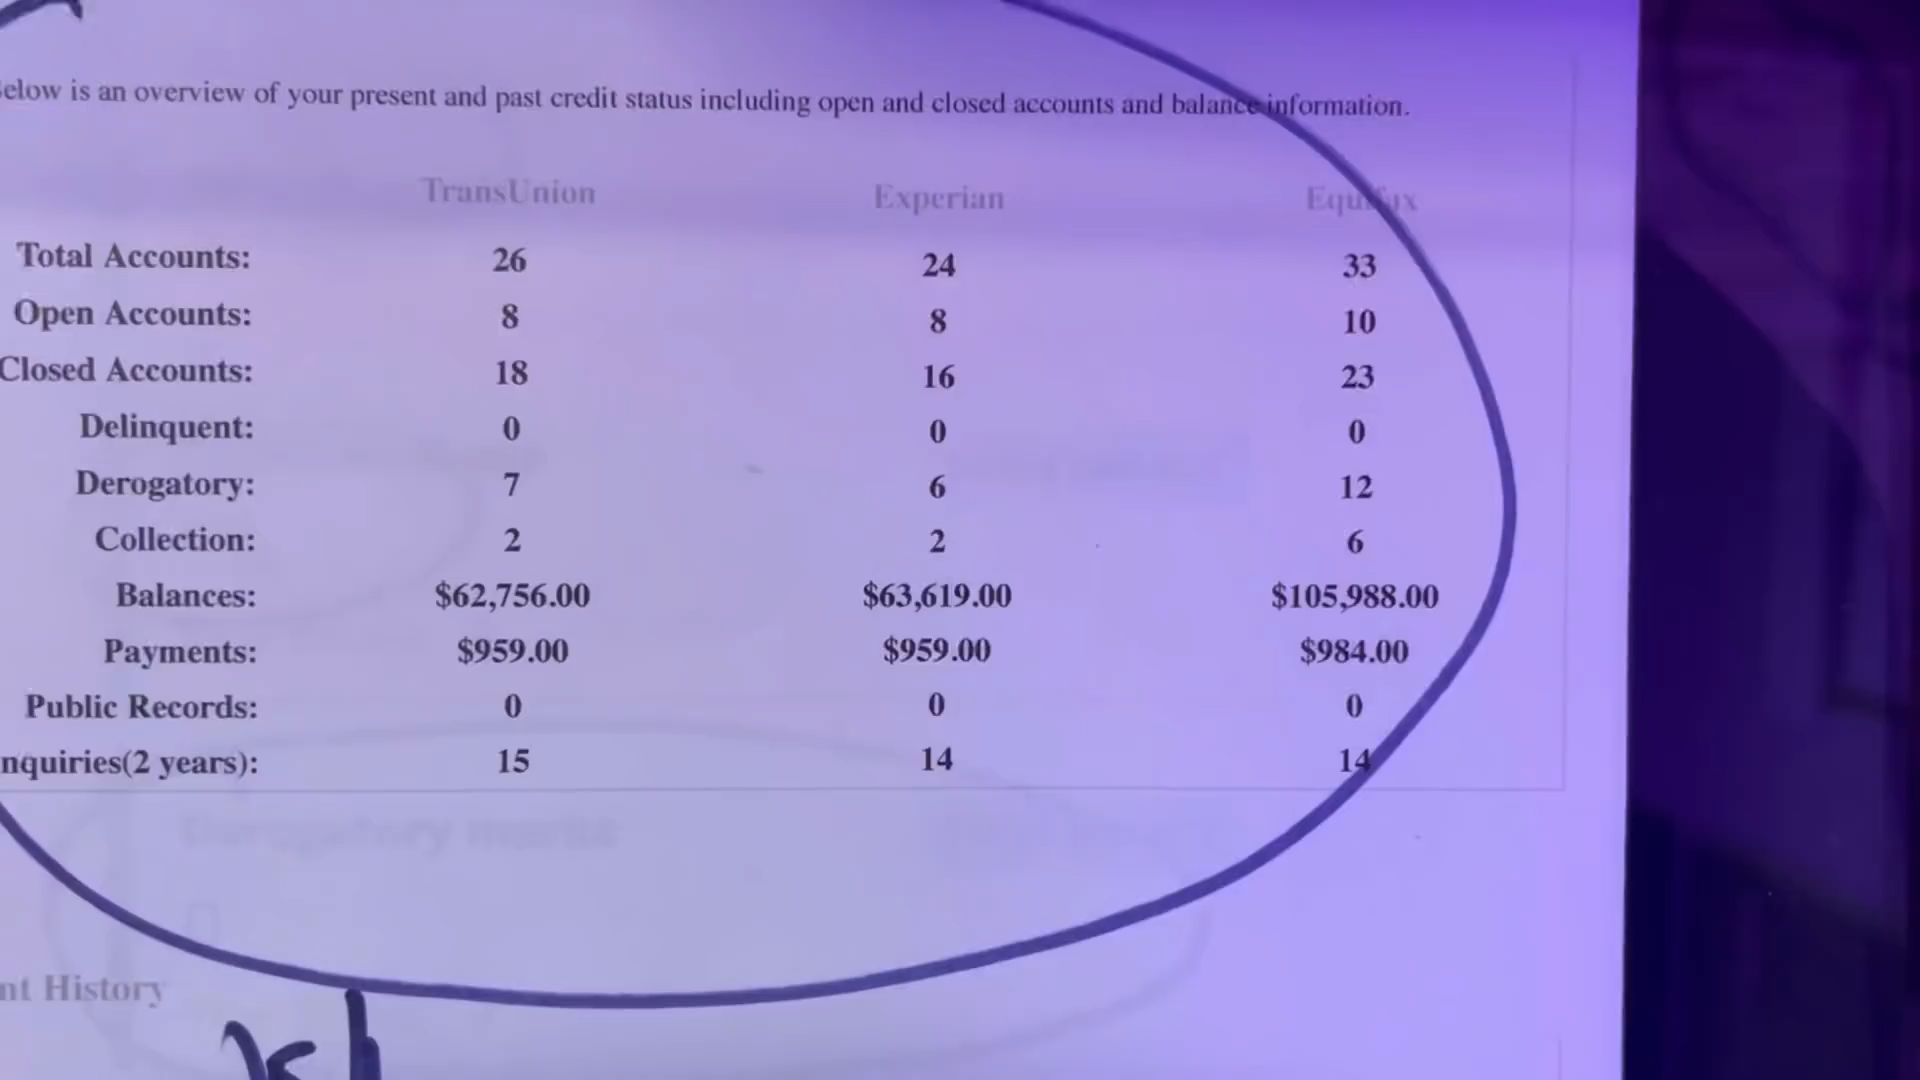 elow is an overview of your present and past credit status including open and closed accounts and balance information.
TransUnion Experian Equifax
Total Accounts: 26 24 33
Open Accounts: 8 8 10
Closed Accounts: 18 16 23
Delinquent: 0 0 0
Derogatory: 7 6 12
Collection: 2 2 6
Balances: $62,756.00 $63,619.00 $105,988.00
Payments: $959.00 $959.00 $984.00
Public Records: 0 0 0
nquiries(2 years): 15 14 14
Derogatory marks
nt History